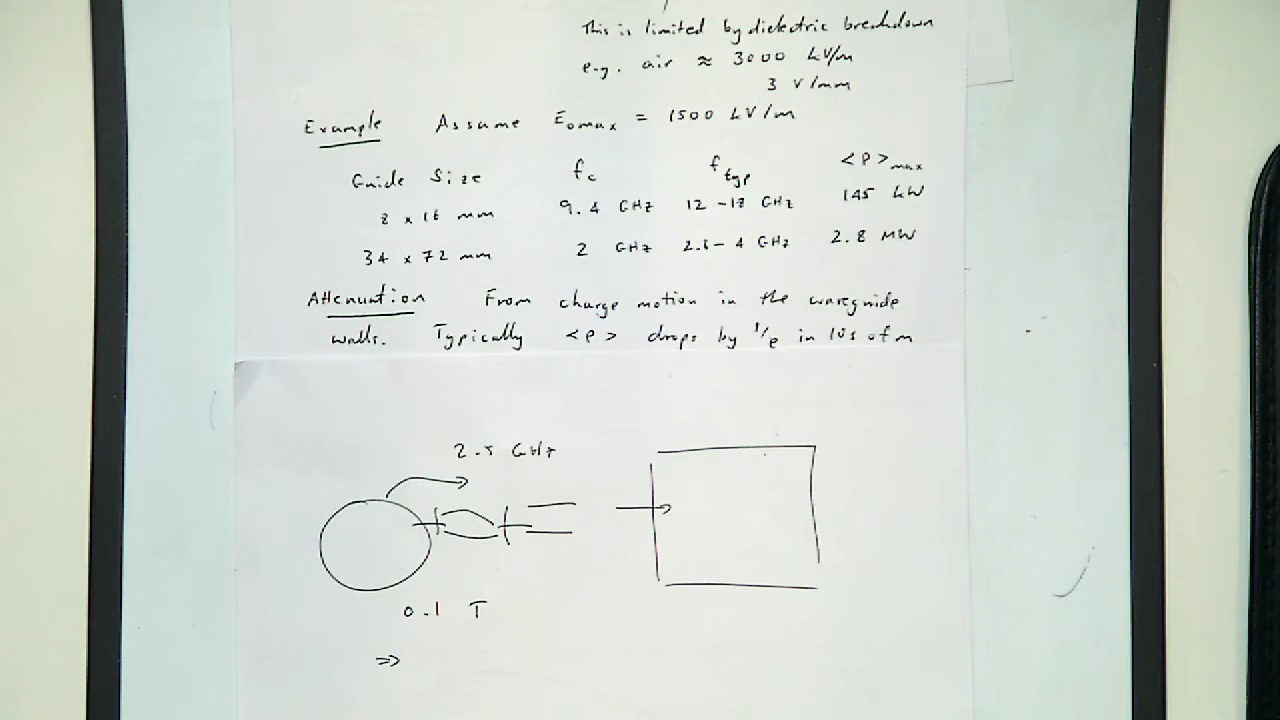 This is limited by dielectric breakdown
e.g. air ≈ 3000 kV/m
3 V/mm
Example Assume E₀max = 1500 kV/m
Guide Size f_c f_typ <P>max
8 x 16 mm 9.4 GHz 12-18 GHz 145 kW
34 x 72 mm 2 GHz 2.6-4 GHz 2.8 MW
Attenuation From charge motion in the waveguide
walls. Typically <P> drops by 1/e in 10s of m
2.5 GHz
0.1 T
⇒